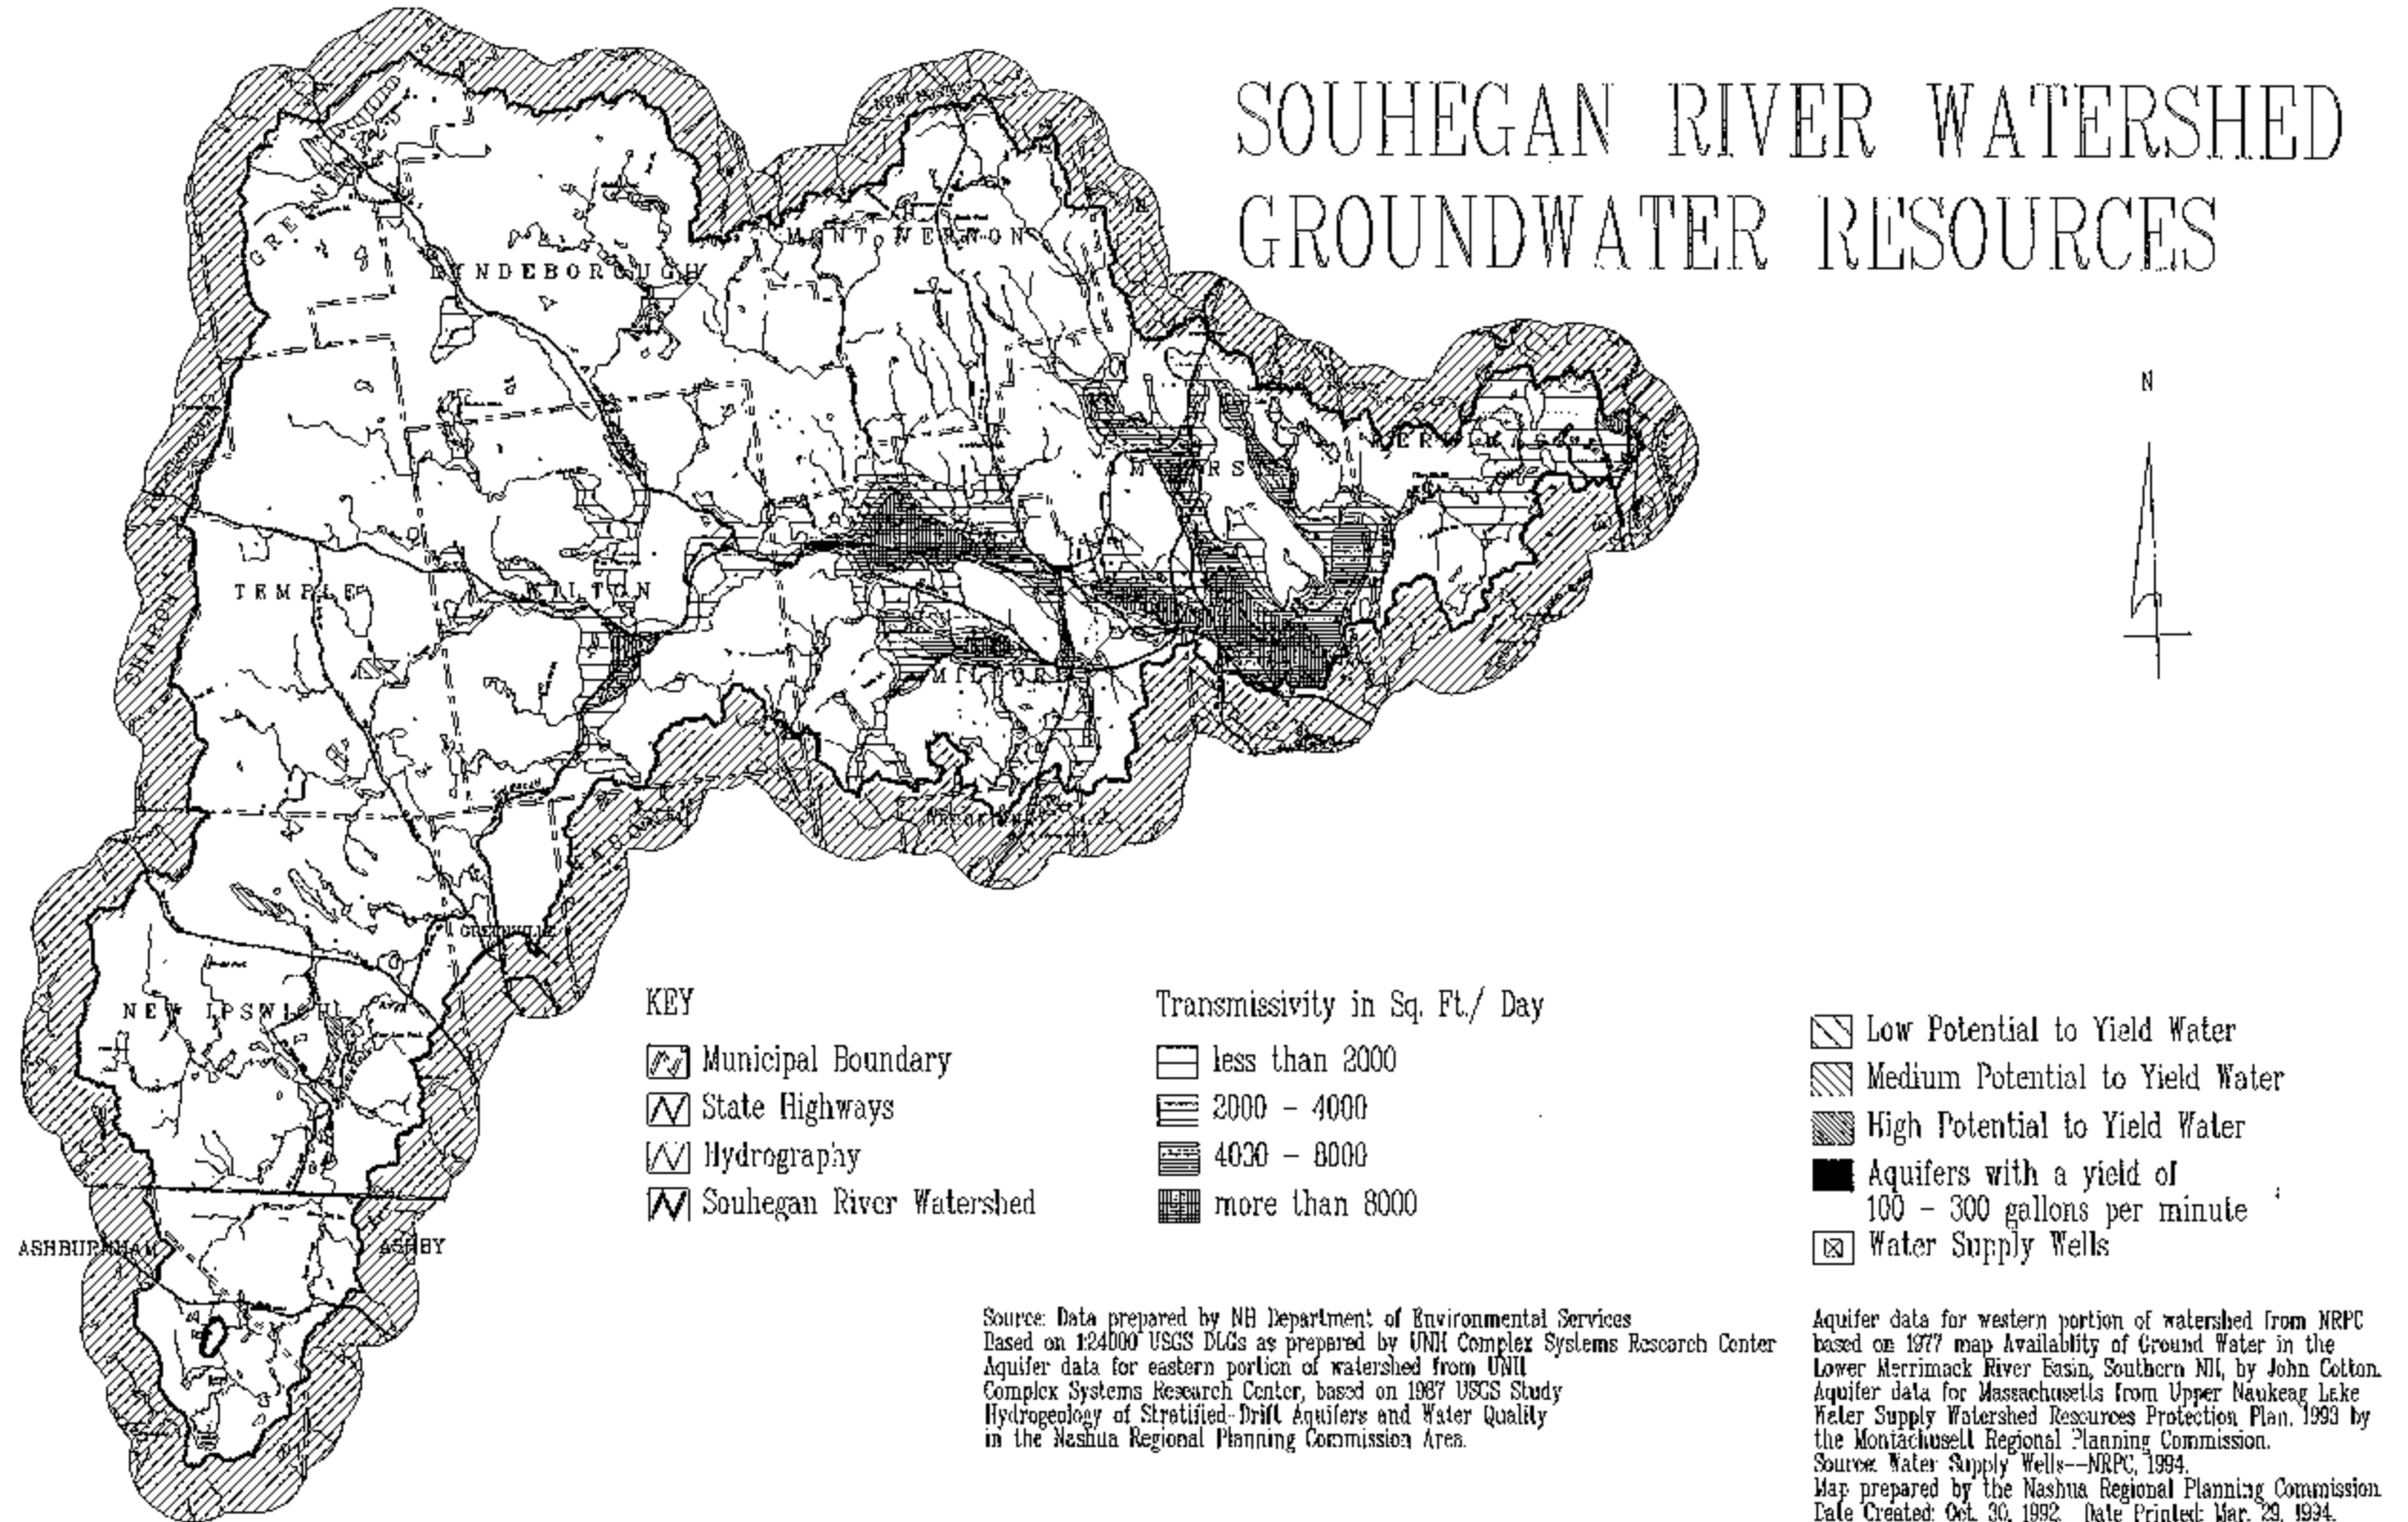 SOUHEGAN RIVER WATERSHED
GROUNDWATER RESOURCES
N
MONT VERNON
LYNDEBOROUGH
TEMPLE
WILTON
MILFORD
SHARON
GREENVILLE
NEW IPSWICH
ASHBURNHAM
ASHBY
KEY
Municipal Boundary
State Highways
Hydrography
Souhegan River Watershed
Transmissivity in Sq. Ft./ Day
less than 2000
2000 - 4000
4000 - 8000
more than 8000
Low Potential to Yield Water
Medium Potential to Yield Water
High Potential to Yield Water
Aquifers with a yield of
100 - 300 gallons per minute
Water Supply Wells
Source: Data prepared by NH Department of Environmental Services
Based on 1:24000 USGS DLGs as prepared by UNH Complex Systems Research Center
Aquifer data for eastern portion of watershed from UNH
Complex Systems Research Center, based on 1987 USGS Study
Hydrogeology of Stratified-Drift Aquifers and Water Quality
in the Nashua Regional Planning Commission Area.
Aquifer data for western portion of watershed from NRPC
based on 1977 map Availablity of Ground Water in the
Lower Merrimack River Basin, Southern NH, by John Cotton.
Aquifer data for Massachusetts from Upper Naukeag Lake
Water Supply Watershed Resources Protection Plan, 1993 by
the Montachusett Regional Planning Commission.
Source: Water Supply Wells--NRPC, 1994.
Map prepared by the Nashua Regional Planning Commission
Date Created: Oct. 30, 1992 Date Printed: Mar. 29, 1994.